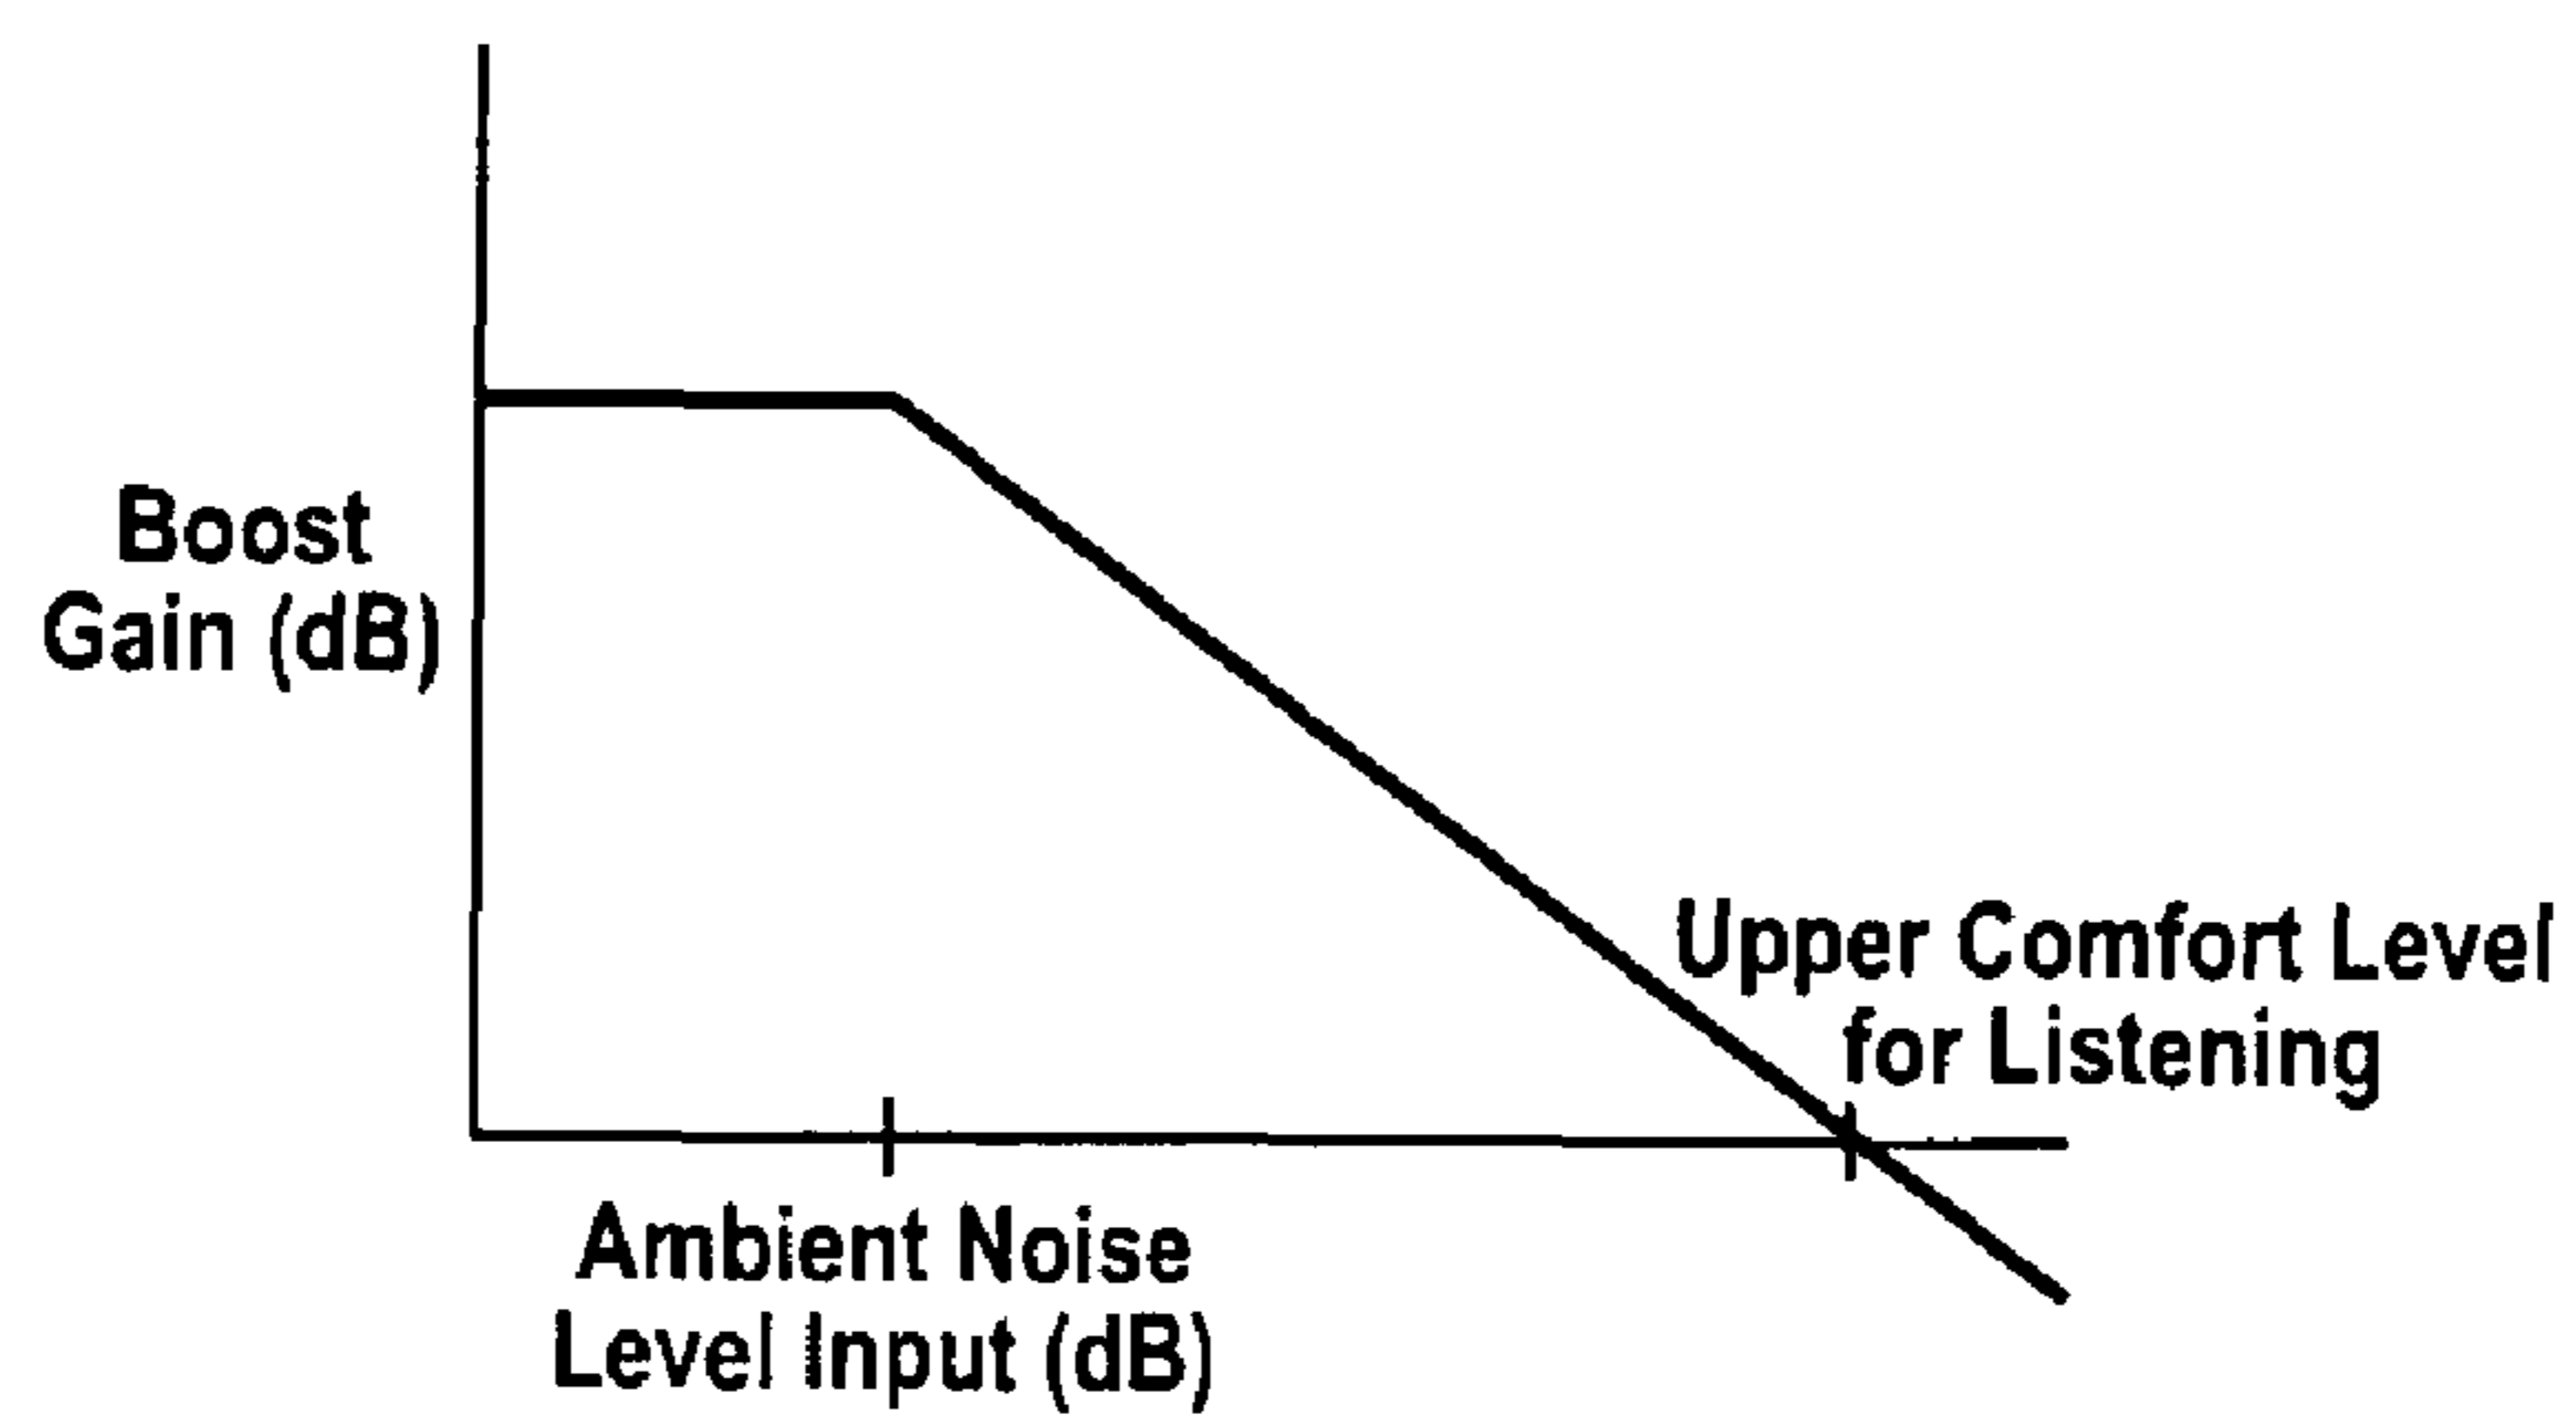 Boost
Gain (dB)
Upper Comfort Level
for Listening
Ambient Noise
Level Input (dB)